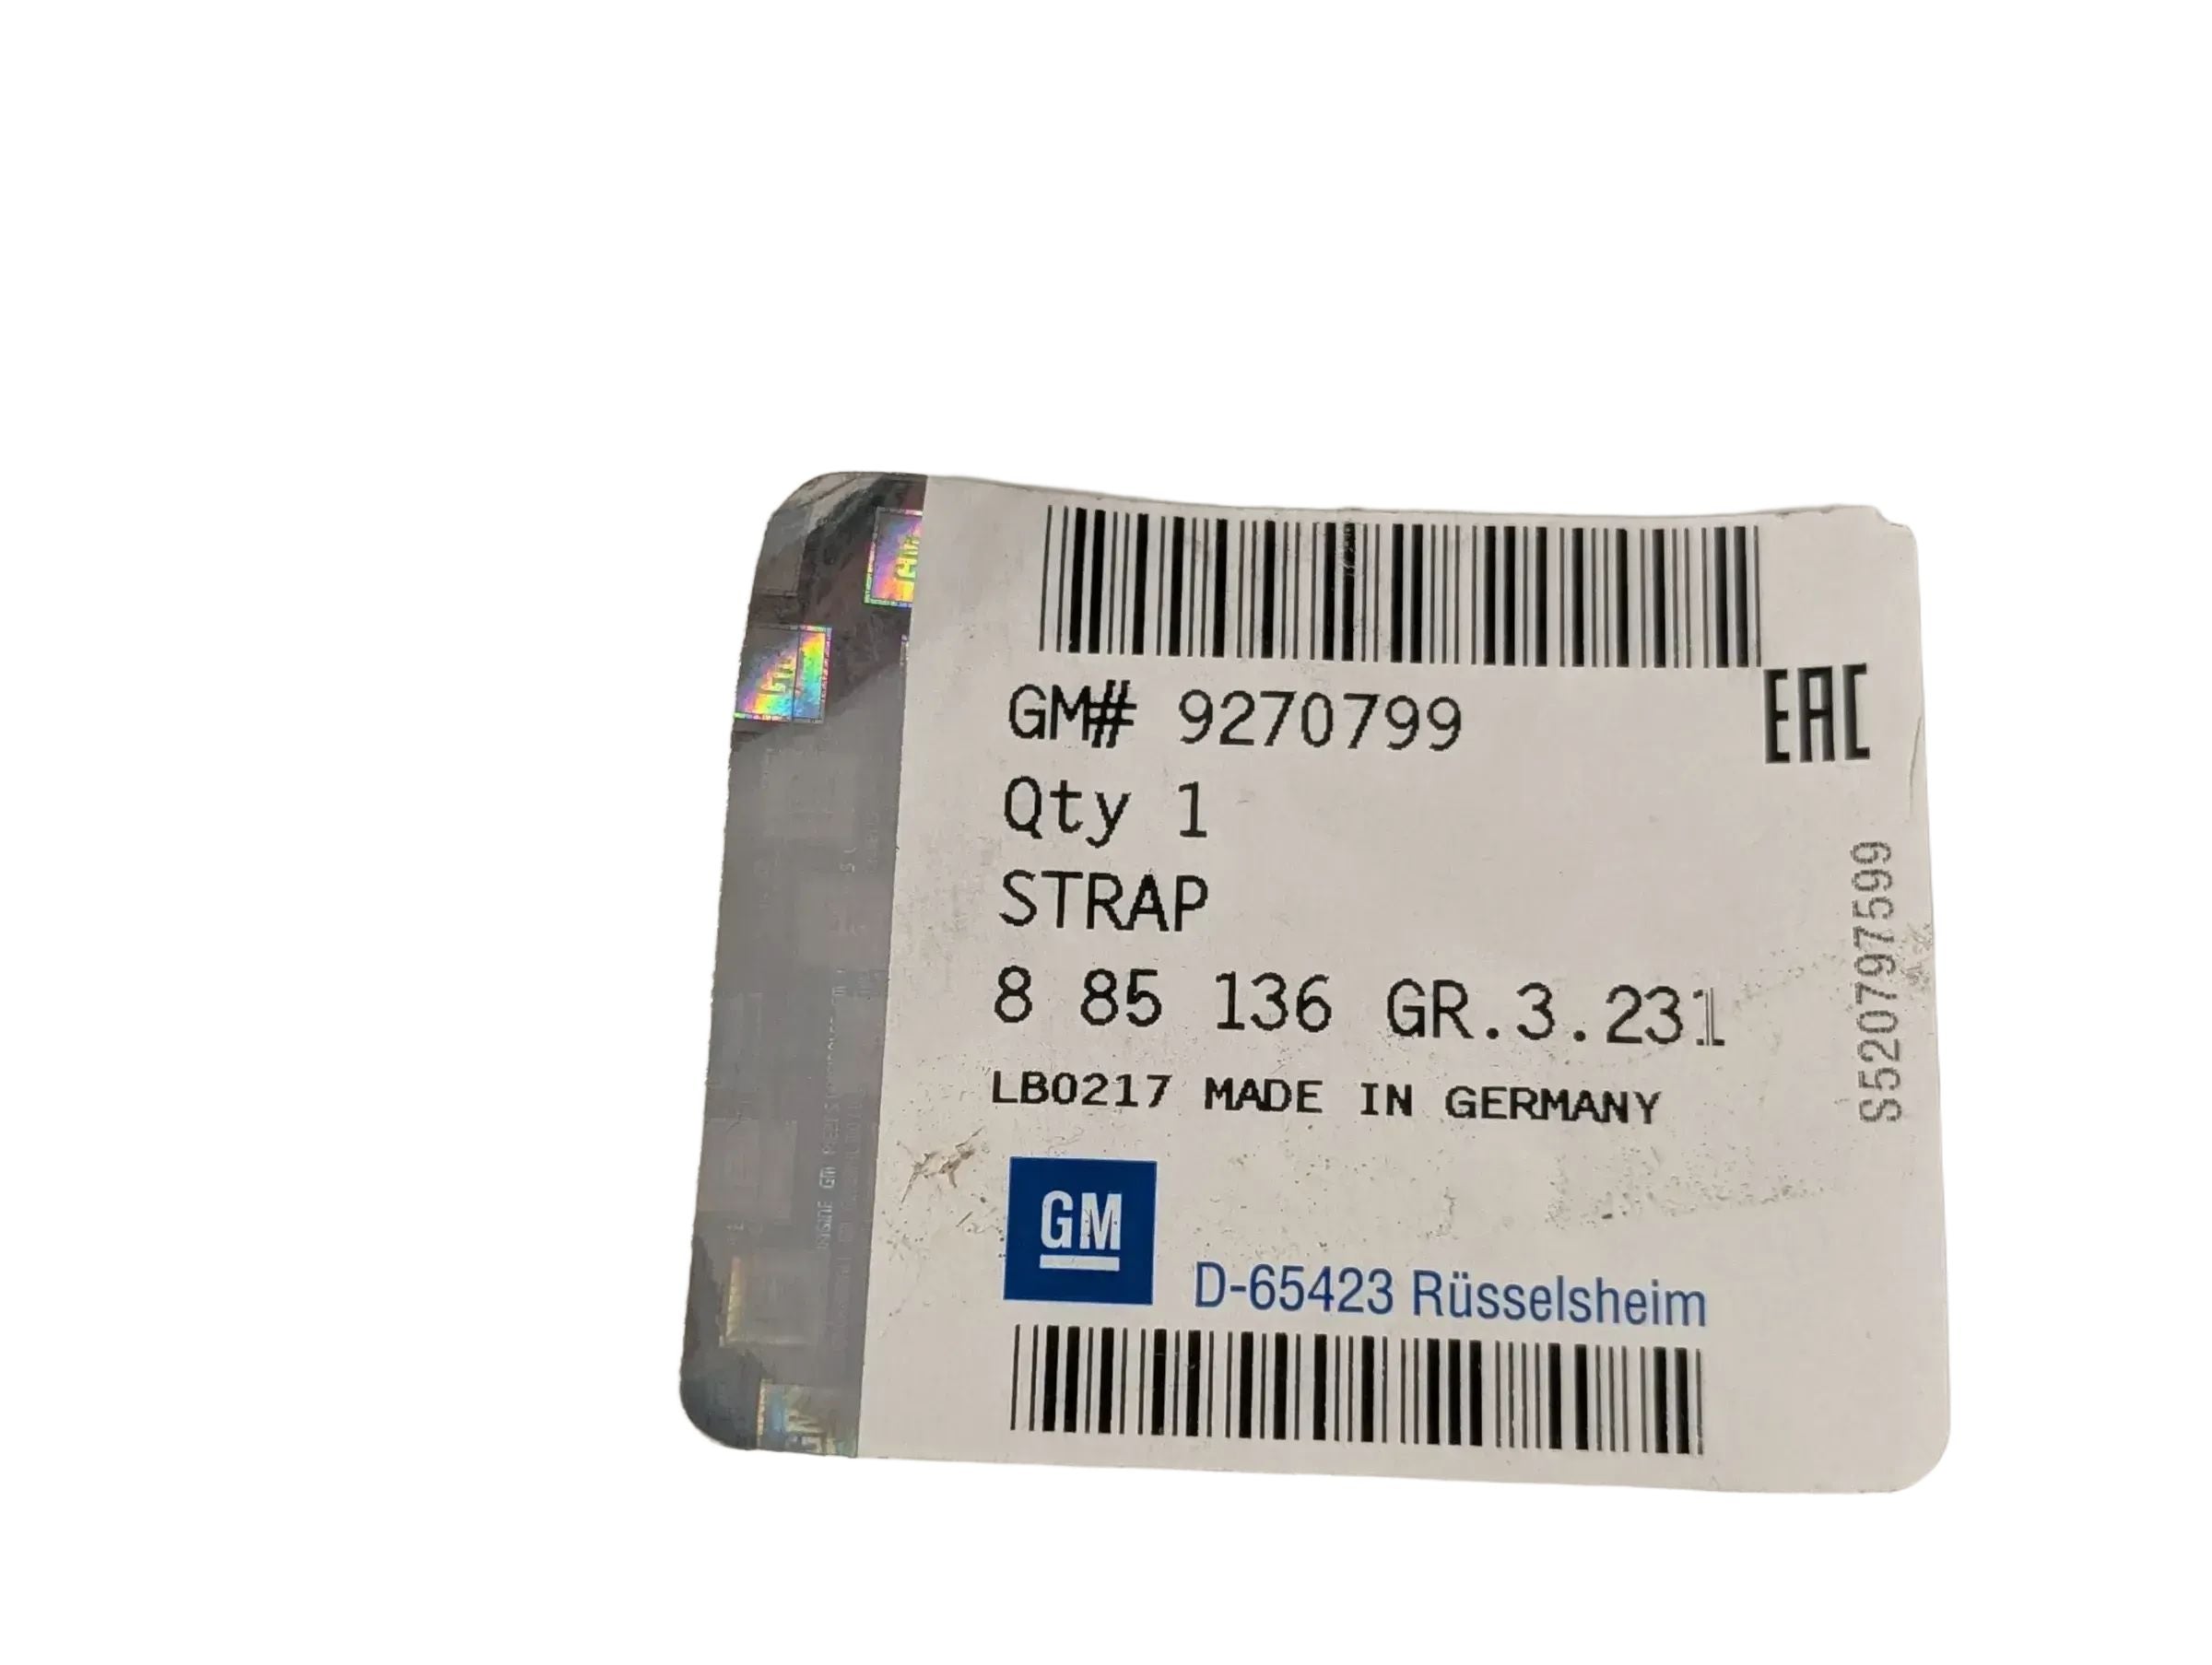 GM# 9270799
EAC
Qty 1
STRAP
8 85 136 GR.3.231
LB0217 MADE IN GERMANY
S520797599
GM
D-65423 Rüsselsheim